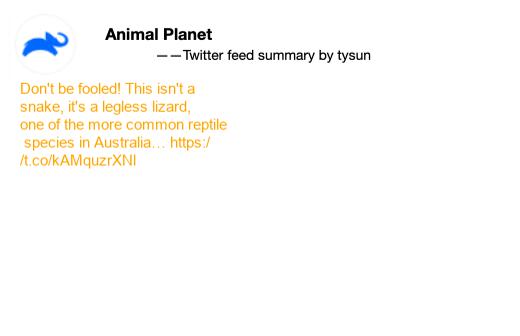 Animal Planet
——Twitter feed summary by tysun
Don't be fooled! This isn't a
snake, it's a legless lizard,
one of the more common reptile
species in Australia… https:/
/t.co/kAMquzrXNl